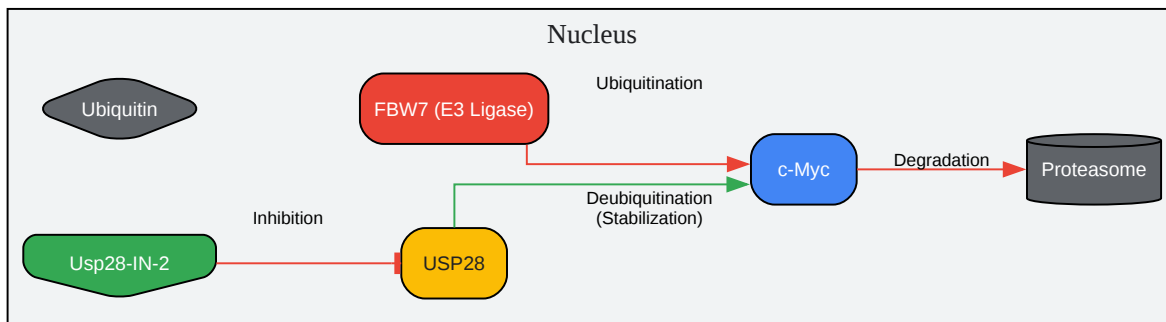 Nucleus
Ubiquitin
FBW7 (E3 Ligase)
Ubiquitination
c-Myc
Degradation
Proteasome
Deubiquitination
(Stabilization)
Inhibition
Usp28-IN-2
USP28